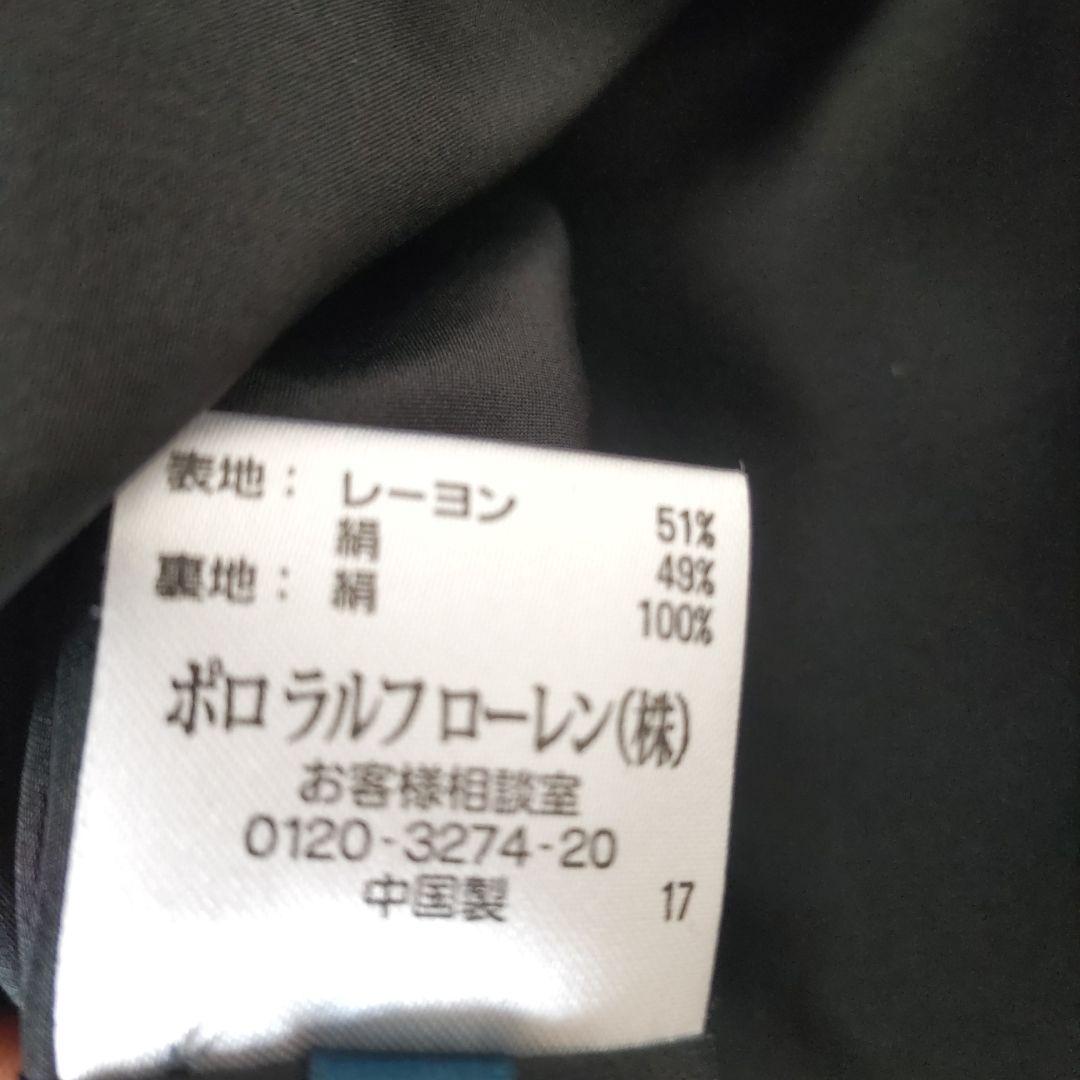 表地： レーヨン 51%
絹 49%
裏地： 絹 100%
ポロ ラルフ ローレン(株)
お客様相談室
0120-3274-20
中国製 17